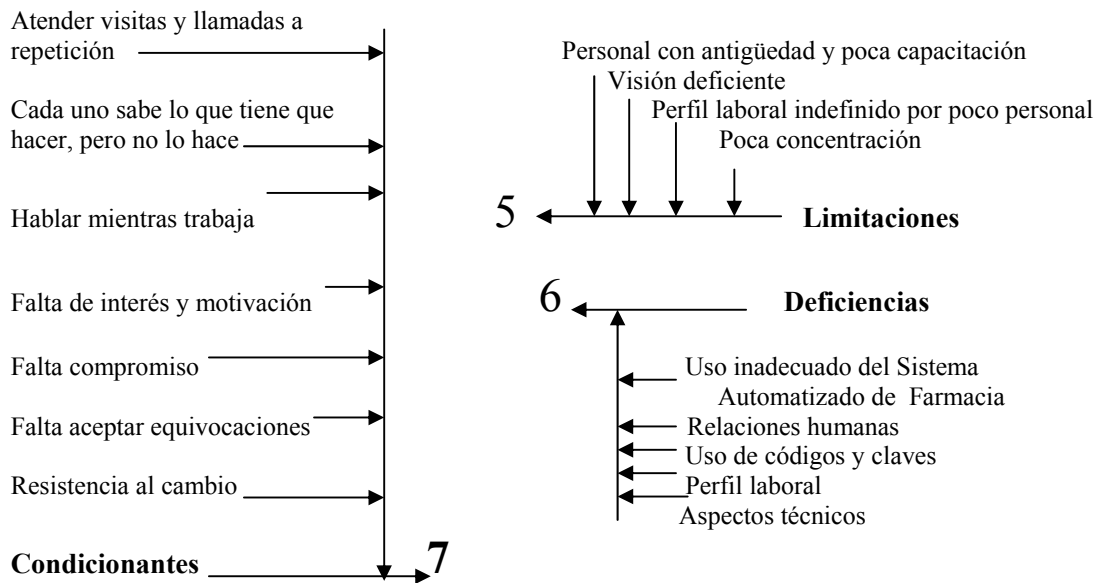 Atender visitas y llamadas a
repetición
Cada uno sabe lo que tiene que
hacer, pero no lo hace
Hablar mientras trabaja
Falta de interés y motivación
Falta compromiso
Falta aceptar equivocaciones
Resistencia al cambio
Condicionantes
7
Personal con antigüedad y poca capacitación
Visión deficiente
Perfil laboral indefinido por poco personal
Poca concentración
5
Limitaciones
6
Deficiencias
Uso inadecuado del Sistema
Automatizado de Farmacia
Relaciones humanas
Uso de códigos y claves
Perfil laboral
Aspectos técnicos